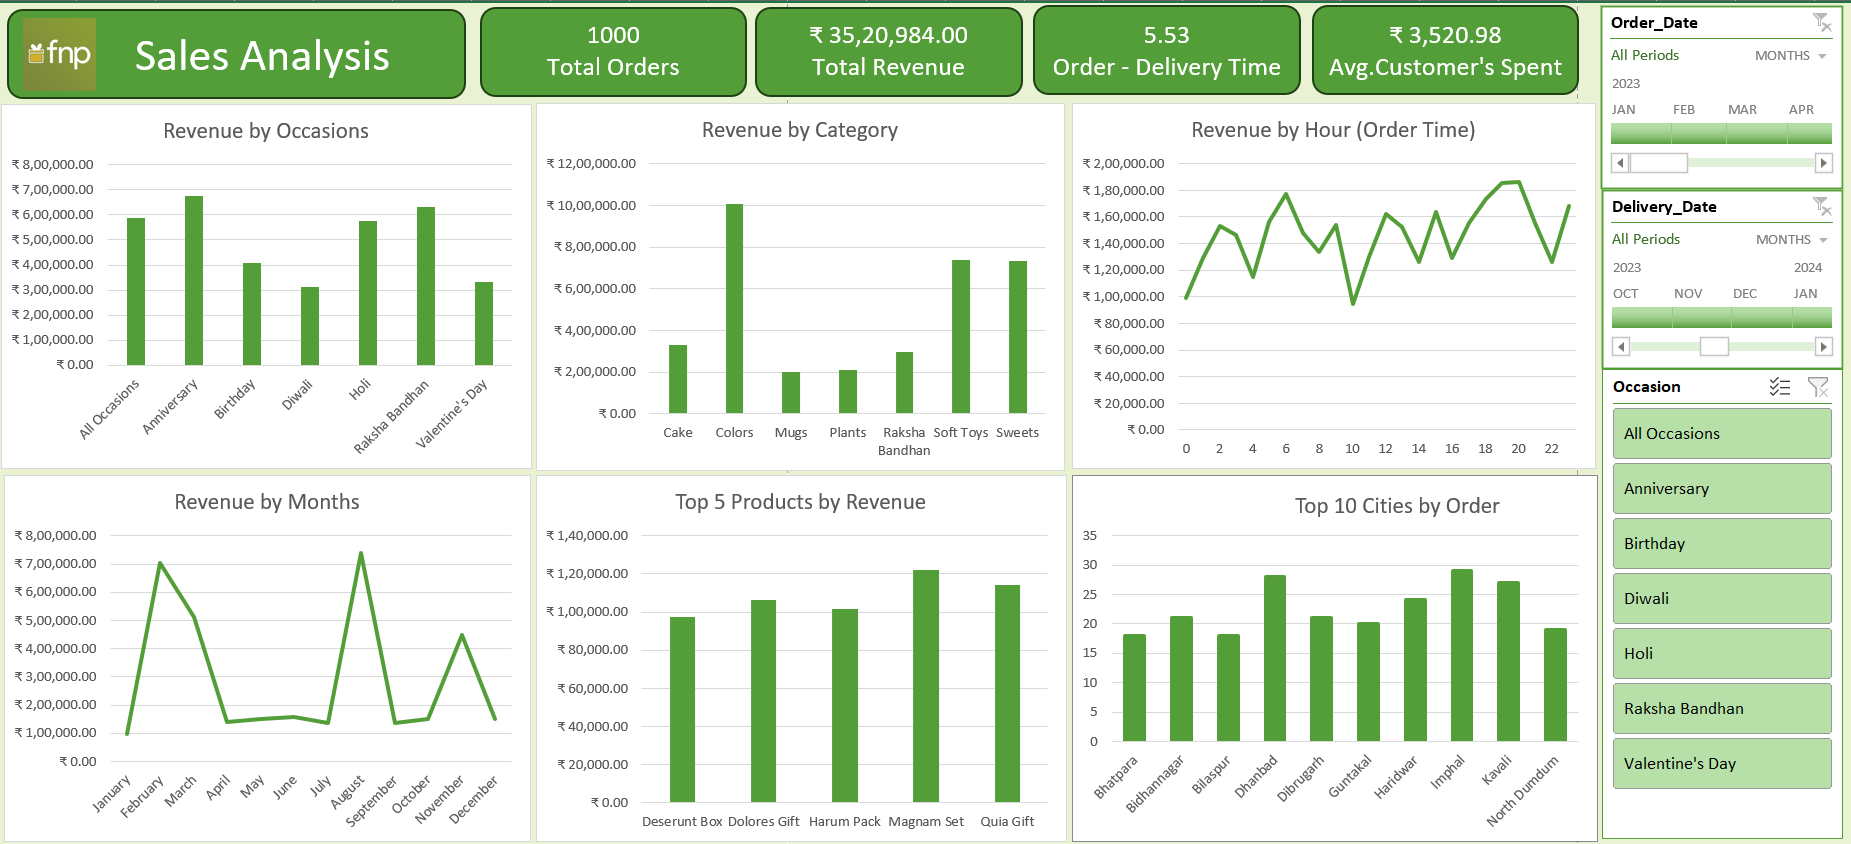 fnp
Sales Analysis
1000
Total Orders
₹ 35,20,984.00
Total Revenue
5.53
Order - Delivery Time
₹ 3,520.98
Avg.Customer's Spent
Revenue by Occasions
₹ 8,00,000.00
₹ 7,00,000.00
₹ 6,00,000.00
₹ 5,00,000.00
₹ 4,00,000.00
₹ 3,00,000.00
₹ 2,00,000.00
₹ 1,00,000.00
₹ 0.00
All Occasions
Anniversary
Birthday
Diwali
Holi
Raksha Bandhan
Valentine's Day
Revenue by Category
₹ 12,00,000.00
₹ 10,00,000.00
₹ 8,00,000.00
₹ 6,00,000.00
₹ 4,00,000.00
₹ 2,00,000.00
₹ 0.00
Cake Colors Mugs Plants Raksha Soft Toys Sweets
Bandhan
Revenue by Hour (Order Time)
₹ 2,00,000.00
₹ 1,80,000.00
₹ 1,60,000.00
₹ 1,40,000.00
₹ 1,20,000.00
₹ 1,00,000.00
₹ 80,000.00
₹ 60,000.00
₹ 40,000.00
₹ 20,000.00
₹ 0.00
0 2 4 6 8 10 12 14 16 18 20 22
Revenue by Months
₹ 8,00,000.00
₹ 7,00,000.00
₹ 6,00,000.00
₹ 5,00,000.00
₹ 4,00,000.00
₹ 3,00,000.00
₹ 2,00,000.00
₹ 1,00,000.00
₹ 0.00
January
February
March
April
May
June
July
August
September
October
November
December
Top 5 Products by Revenue
₹ 1,40,000.00
₹ 1,20,000.00
₹ 1,00,000.00
₹ 80,000.00
₹ 60,000.00
₹ 40,000.00
₹ 20,000.00
₹ 0.00
Deserunt Box Dolores Gift Harum Pack Magnam Set Quia Gift
Top 10 Cities by Order
35
30
25
20
15
10
5
0
Bhatpara
Bidhannagar
Bilaspur
Dhanbad
Dibrugarh
Guntakal
Haridwar
Imphal
Kavali
North Dumdum
Order_Date
All Periods MONTHS
2023
JAN FEB MAR APR
Delivery_Date
All Periods MONTHS
2023 2024
OCT NOV DEC JAN
Occasion
All Occasions
Anniversary
Birthday
Diwali
Holi
Raksha Bandhan
Valentine's Day